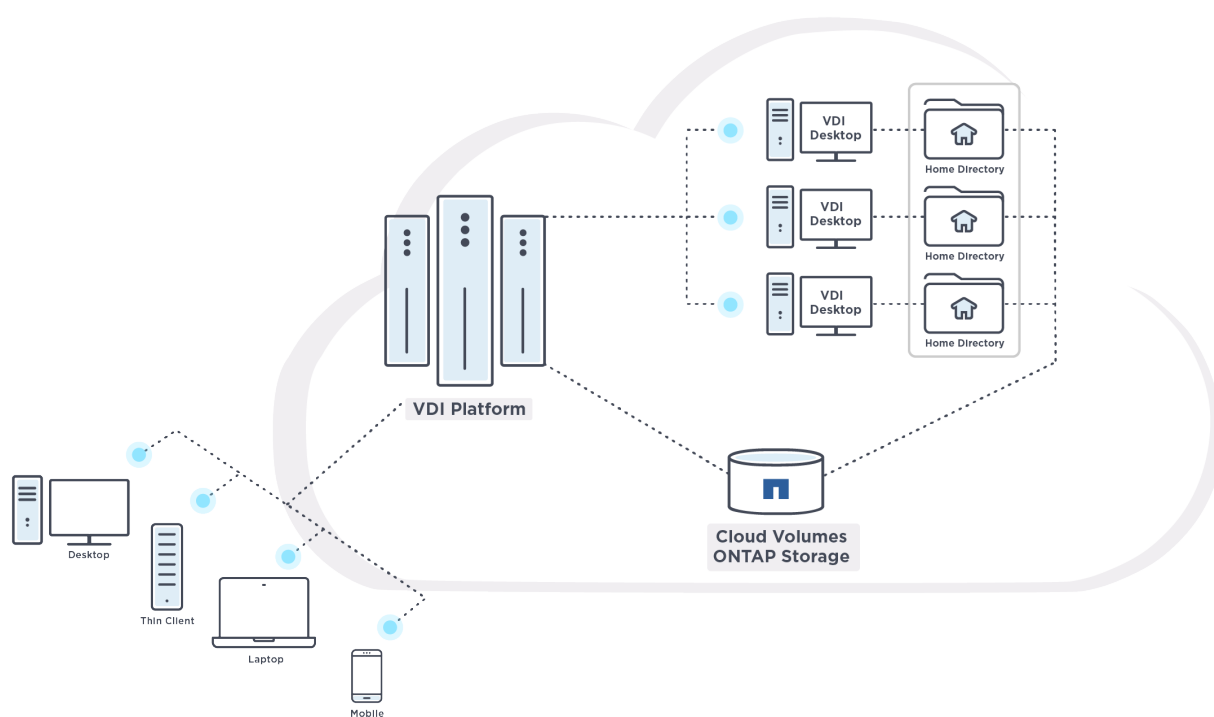 VDI
Desktop
Home Directory
VDI
Desktop
Home Directory
VDI
Desktop
Home Directory
VDI Platform
Cloud Volumes
ONTAP Storage
Desktop
Thin Client
Laptop
Mobile